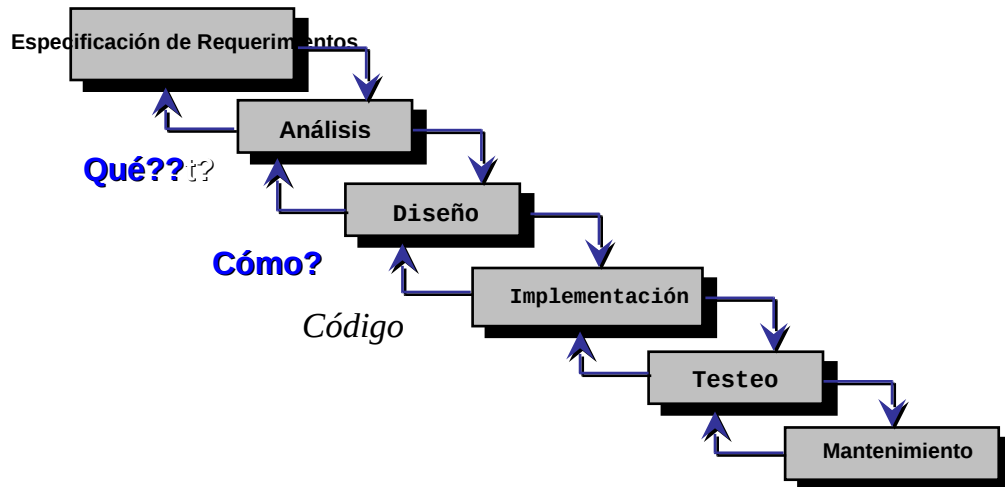 Especificación de Requerimientos
Análisis
Qué??t?
Diseño
Cómo?
Implementación
Código
Testeo
Mantenimiento